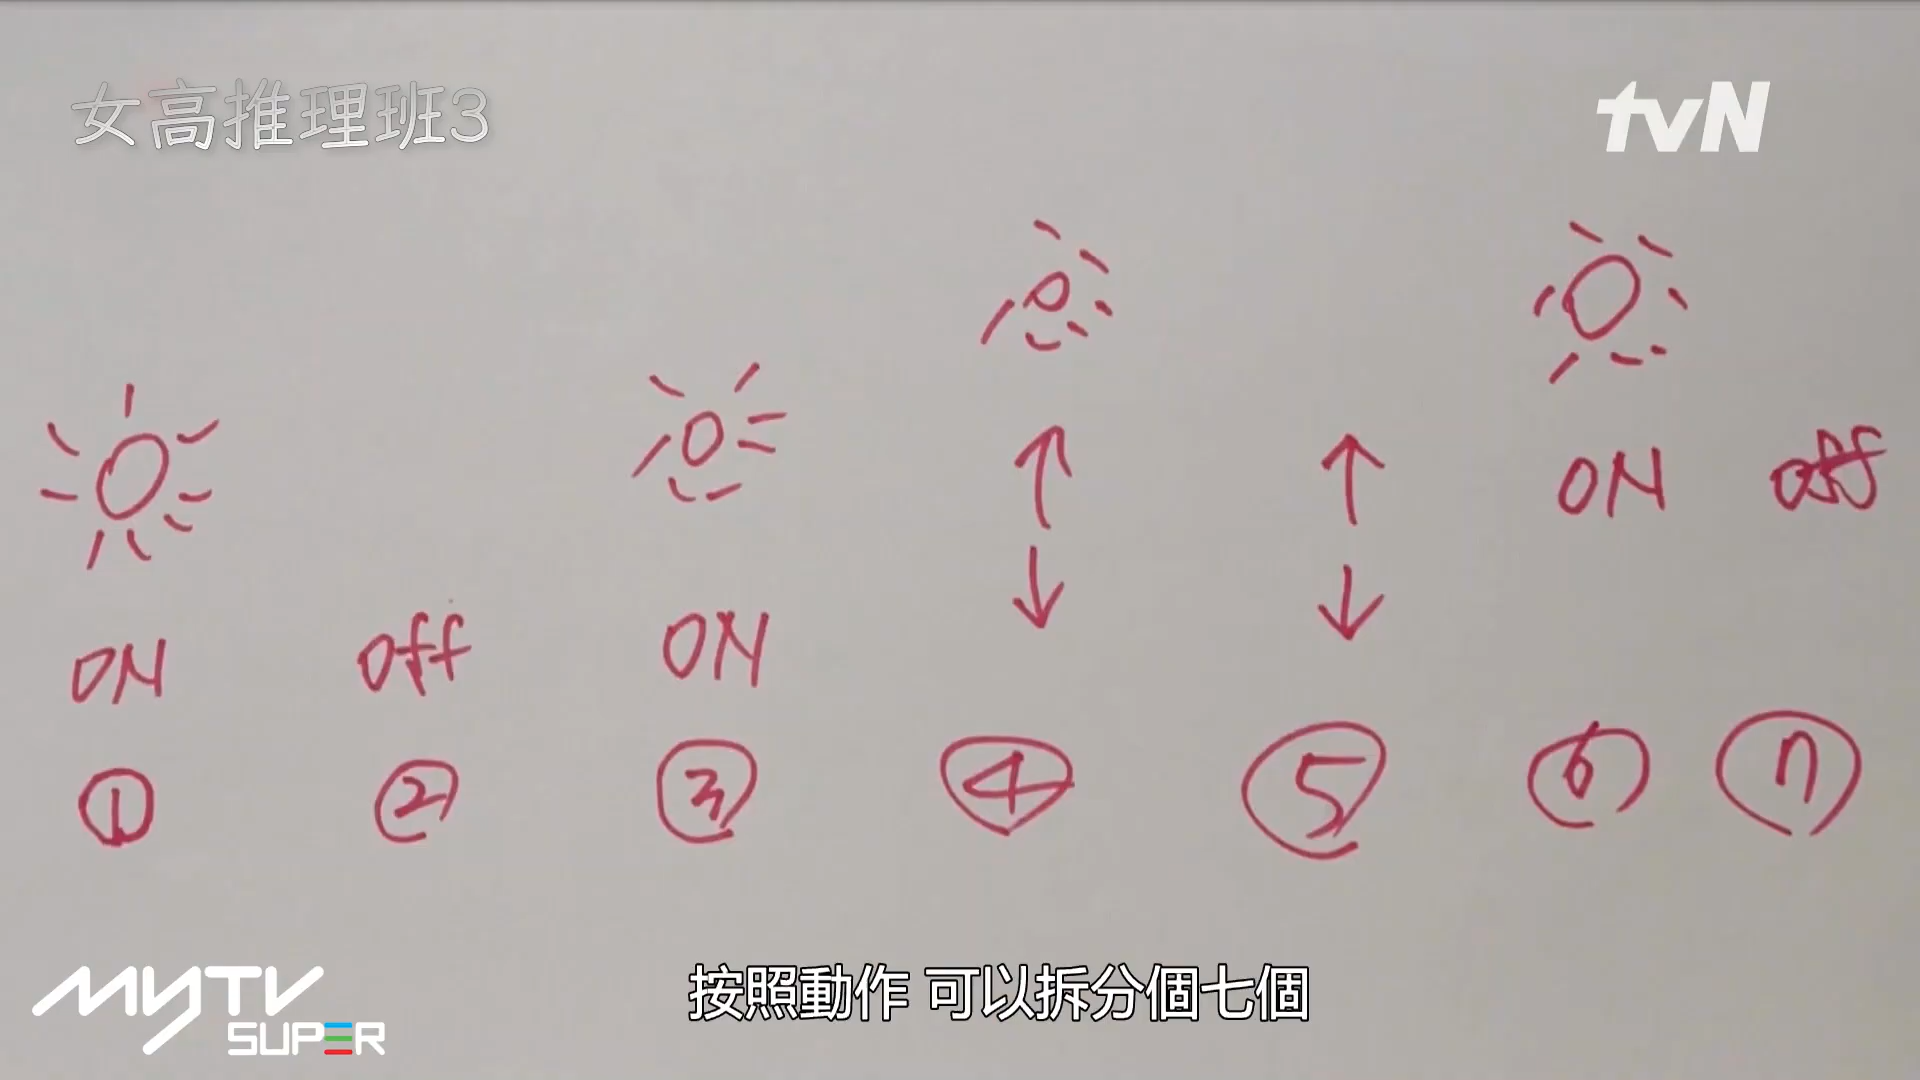 女高推理班3
tvN
ON
off
ON
ON
off
① ② ③ ④ ⑤ ⑥ ⑦
按照動作 可以拆分個七個
myTV
SUPER